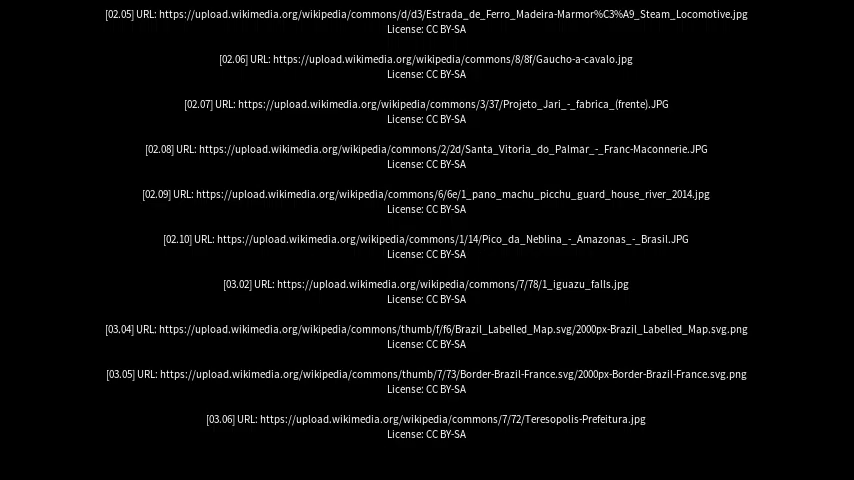 [02.05] URL: https://upload.wikimedia.org/wikipedia/commons/d/d3/Estrada_de_Ferro_Madeira-Marmor%C3%A9_Steam_Locomotive.jpg
License: CC BY-SA
[02.06] URL: https://upload.wikimedia.org/wikipedia/commons/8/8f/Gaucho-a-cavalo.jpg
License: CC BY-SA
[02.07] URL: https://upload.wikimedia.org/wikipedia/commons/3/37/Projeto_Jari_-_fabrica_(frente).JPG
License: CC BY-SA
[02.08] URL: https://upload.wikimedia.org/wikipedia/commons/2/2d/Santa_Vitoria_do_Palmar_-_Franc-Maconnerie.JPG
License: CC BY-SA
[02.09] URL: https://upload.wikimedia.org/wikipedia/commons/6/6e/1_pano_machu_picchu_guard_house_river_2014.jpg
License: CC BY-SA
[02.10] URL: https://upload.wikimedia.org/wikipedia/commons/1/14/Pico_da_Neblina_-_Amazonas_-_Brasil.JPG
License: CC BY-SA
[03.02] URL: https://upload.wikimedia.org/wikipedia/commons/7/78/1_iguazu_falls.jpg
License: CC BY-SA
[03.04] URL: https://upload.wikimedia.org/wikipedia/commons/thumb/f/f6/Brazil_Labelled_Map.svg/2000px-Brazil_Labelled_Map.svg.png
License: CC BY-SA
[03.05] URL: https://upload.wikimedia.org/wikipedia/commons/thumb/7/73/Border-Brazil-France.svg/2000px-Border-Brazil-France.svg.png
License: CC BY-SA
[03.06] URL: https://upload.wikimedia.org/wikipedia/commons/7/72/Teresopolis-Prefeitura.jpg
License: CC BY-SA